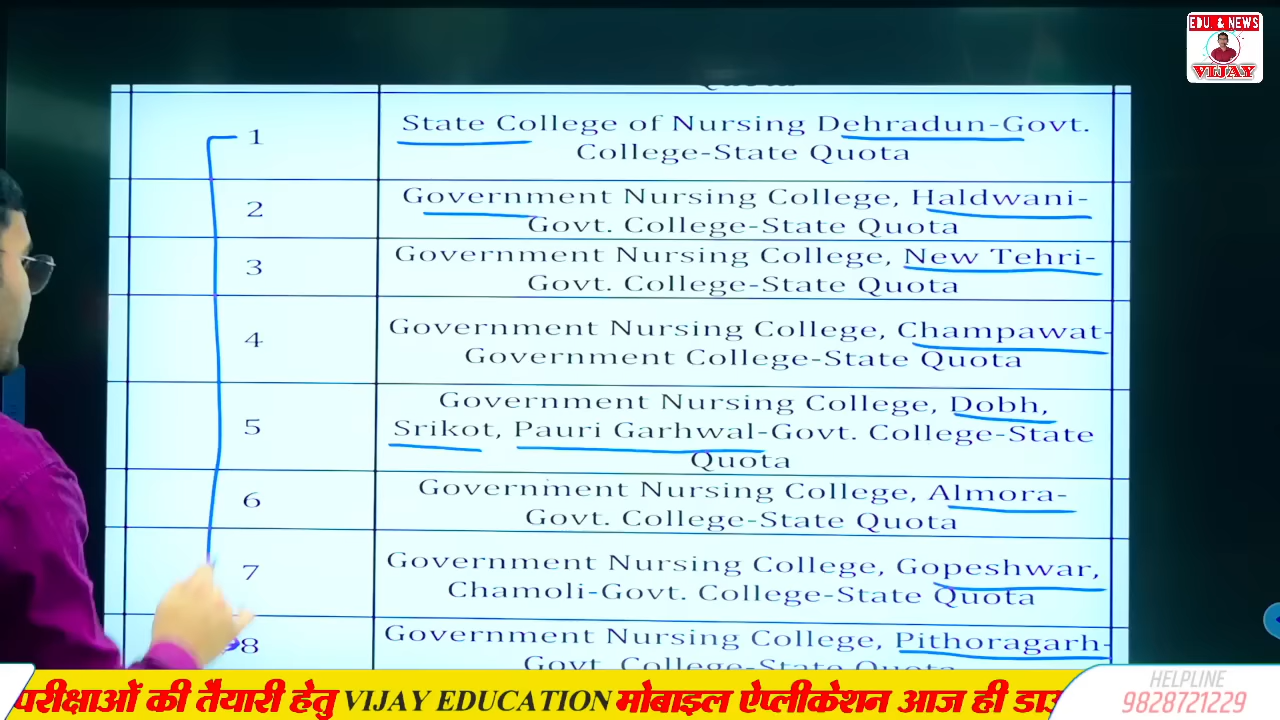 EDU. & NEWS
VIJAY
1
State College of Nursing Dehradun-Govt.
College-State Quota
2
Government Nursing College, Haldwani-
Govt. College-State Quota
3
Government Nursing College, New Tehri-
Govt. College-State Quota
4
Government Nursing College, Champawat-
Government College-State Quota
5
Government Nursing College, Dobh,
Srikot, Pauri Garhwal-Govt. College-State
Quota
6
Government Nursing College, Almora-
Govt. College-State Quota
7
Government Nursing College, Gopeshwar,
Chamoli-Govt. College-State Quota
8
Government Nursing College, Pithoragarh-
Govt. College-State Quota
परीक्षाओं की तैयारी हेतु VIJAY EDUCATION मोबाइल ऐप्लीकेशन आज ही
HELPLINE
9828721229